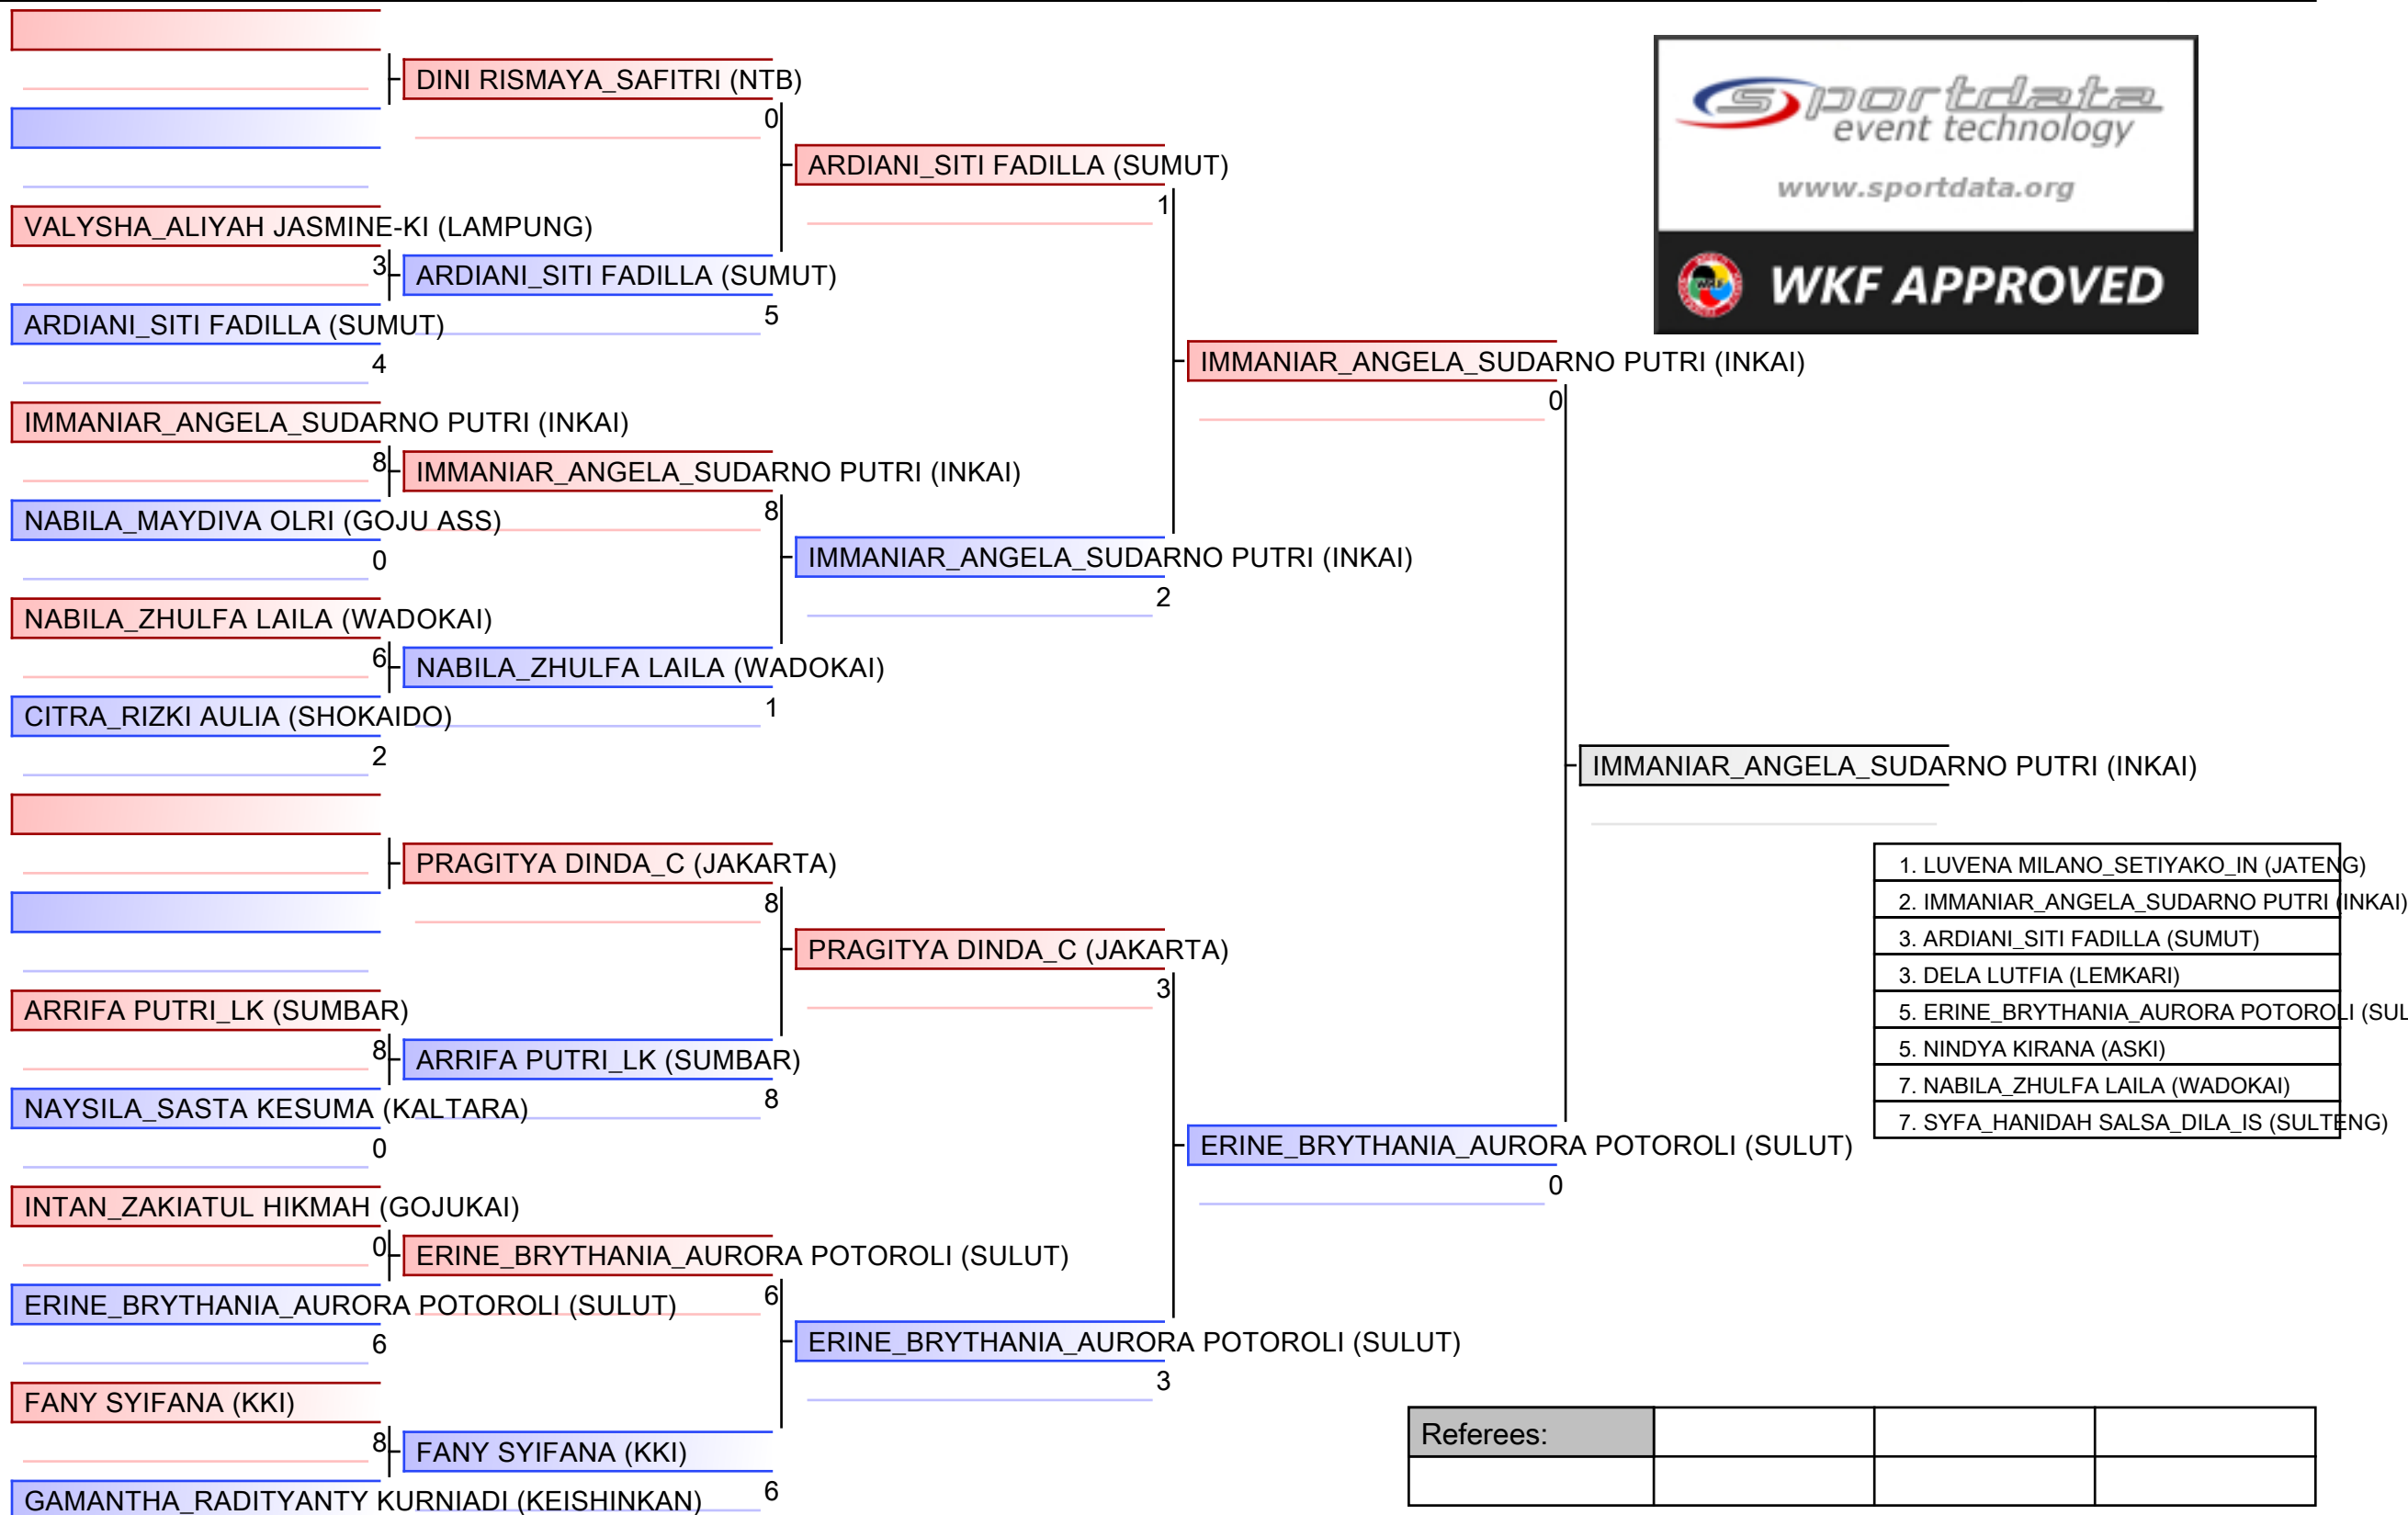 DINI RISMAYA_SAFITRI (NTB)
0
VALYSHA_ALIYAH JASMINE-KI (LAMPUNG)
3
ARDIANI_SITI FADILLA (SUMUT)
4
ARDIANI_SITI FADILLA (SUMUT)
5
ARDIANI_SITI FADILLA (SUMUT)
1
IMMANIAR_ANGELA_SUDARNO PUTRI (INKAI)
8
NABILA_MAYDIVA OLRI (GOJU ASS)
0
IMMANIAR_ANGELA_SUDARNO PUTRI (INKAI)
8
NABILA_ZHULFA LAILA (WADOKAI)
6
CITRA_RIZKI AULIA (SHOKAIDO)
2
NABILA_ZHULFA LAILA (WADOKAI)
1
IMMANIAR_ANGELA_SUDARNO PUTRI (INKAI)
2
IMMANIAR_ANGELA_SUDARNO PUTRI (INKAI)
0
PRAGITYA DINDA_C (JAKARTA)
8
ARRIFA PUTRI_LK (SUMBAR)
8
NAYSILA_SASTA KESUMA (KALTARA)
0
ARRIFA PUTRI_LK (SUMBAR)
8
PRAGITYA DINDA_C (JAKARTA)
3
INTAN_ZAKIATUL HIKMAH (GOJUKAI)
0
ERINE_BRYTHANIA_AURORA POTOROLI (SULUT)
6
ERINE_BRYTHANIA_AURORA POTOROLI (SULUT)
6
FANY SYIFANA (KKI)
8
GAMANTHA_RADITYANTY KURNIADI (KEISHINKAN)
FANY SYIFANA (KKI)
6
ERINE_BRYTHANIA_AURORA POTOROLI (SULUT)
3
ERINE_BRYTHANIA_AURORA POTOROLI (SULUT)
0
IMMANIAR_ANGELA_SUDARNO PUTRI (INKAI)
sportdata
event technology
www.sportdata.org
WKF APPROVED
1. LUVENA MILANO_SETIYAKO_IN (JATENG)
2. IMMANIAR_ANGELA_SUDARNO PUTRI (INKAI)
3. ARDIANI_SITI FADILLA (SUMUT)
3. DELA LUTFIA (LEMKARI)
5. ERINE_BRYTHANIA_AURORA POTOROLI (SUL
5. NINDYA KIRANA (ASKI)
7. NABILA_ZHULFA LAILA (WADOKAI)
7. SYFA_HANIDAH SALSA_DILA_IS (SULTENG)
Referees: